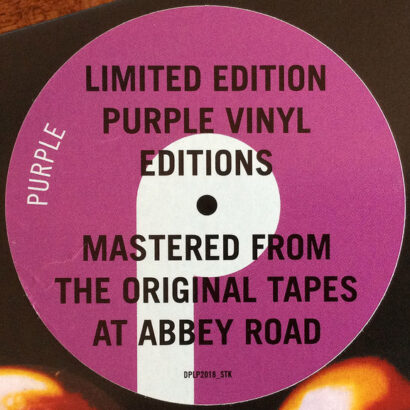 LIMITED EDITION
PURPLE VINYL
EDITIONS
PURPLE
MASTERED FROM
THE ORIGINAL TAPES
AT ABBEY ROAD
DPLP2018_STK